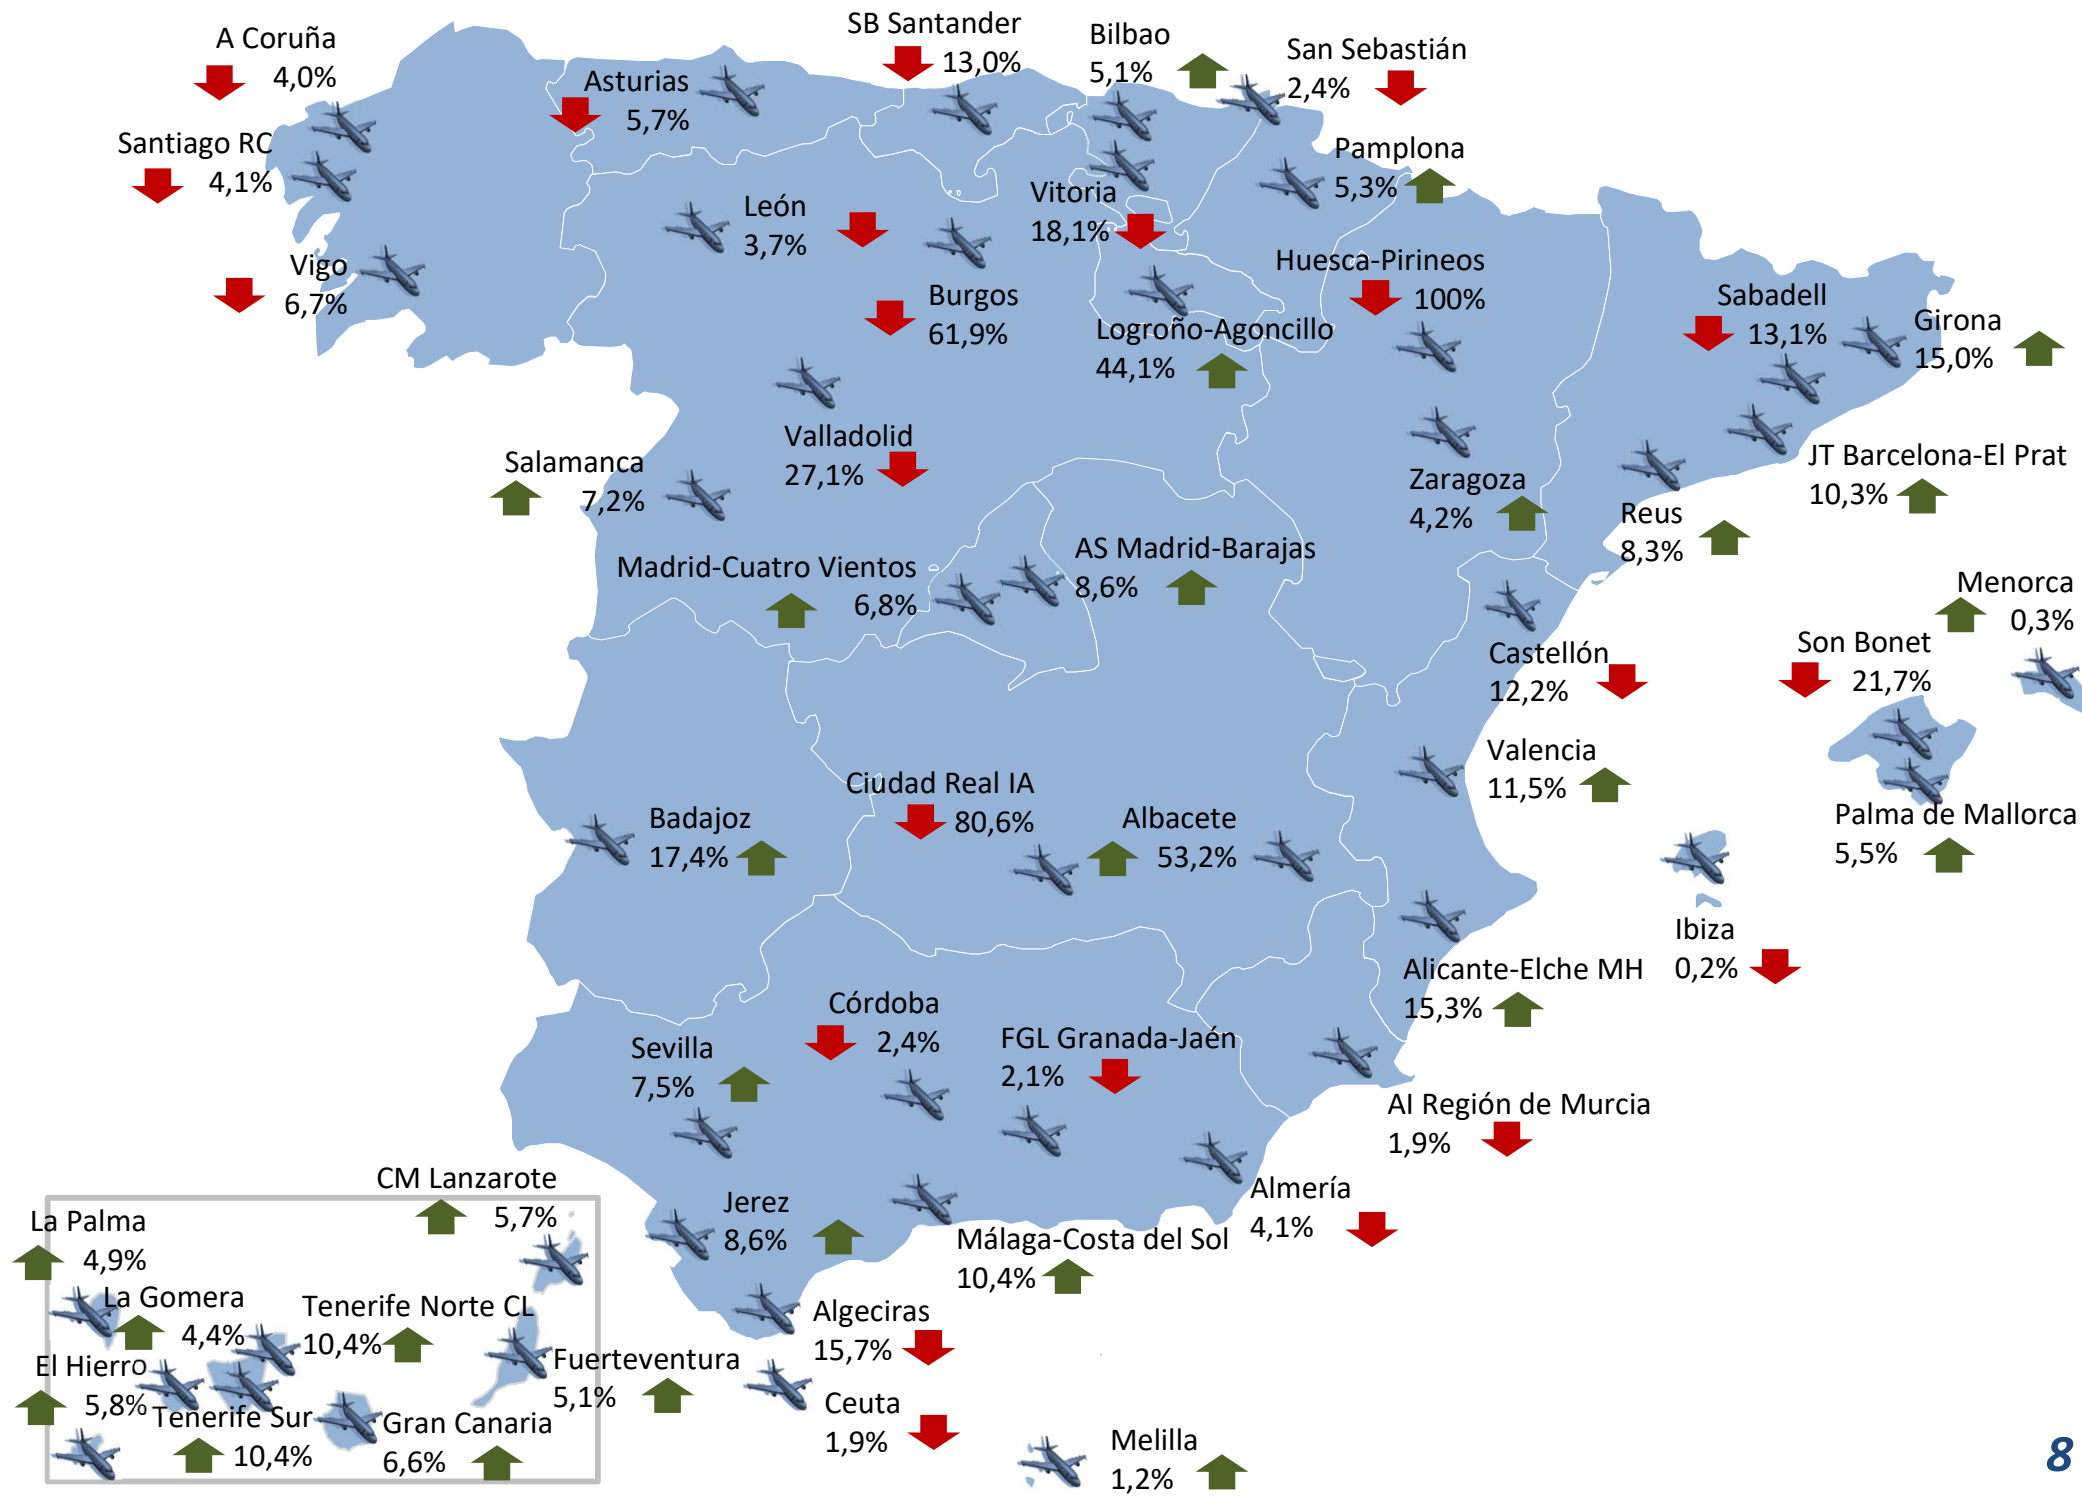 A Coruña
4,0%
Santiago RC
4,1%
Vigo
6,7%
Asturias
5,7%
SB Santander
13,0%
Bilbao
5,1%
San Sebastián
2,4%
Pamplona
5,3%
León
3,7%
Burgos
61,9%
Vitoria
18,1%
Logroño-Agoncillo
44,1%
Huesca-Pirineos
100%
Sabadell
13,1%
Girona
15,0%
Valladolid
27,1%
Salamanca
7,2%
Zaragoza
4,2%
JT Barcelona-El Prat
10,3%
Reus
8,3%
Madrid-Cuatro Vientos
6,8%
AS Madrid-Barajas
8,6%
Menorca
0,3%
Son Bonet
21,7%
Castellón
12,2%
Valencia
11,5%
Palma de Mallorca
5,5%
Ciudad Real IA
80,6%
Badajoz
17,4%
Albacete
53,2%
Ibiza
0,2%
Alicante-Elche MH
15,3%
Córdoba
2,4%
Sevilla
7,5%
FGL Granada-Jaén
2,1%
AI Región de Murcia
1,9%
Almería
4,1%
Jerez
8,6%
Málaga-Costa del Sol
10,4%
Algeciras
15,7%
Ceuta
1,9%
Melilla
1,2%
CM Lanzarote
5,7%
La Palma
4,9%
La Gomera
4,4%
Tenerife Norte CL
10,4%
El Hierro
5,8%
Tenerife Sur
10,4%
Gran Canaria
6,6%
Fuerteventura
5,1%
8